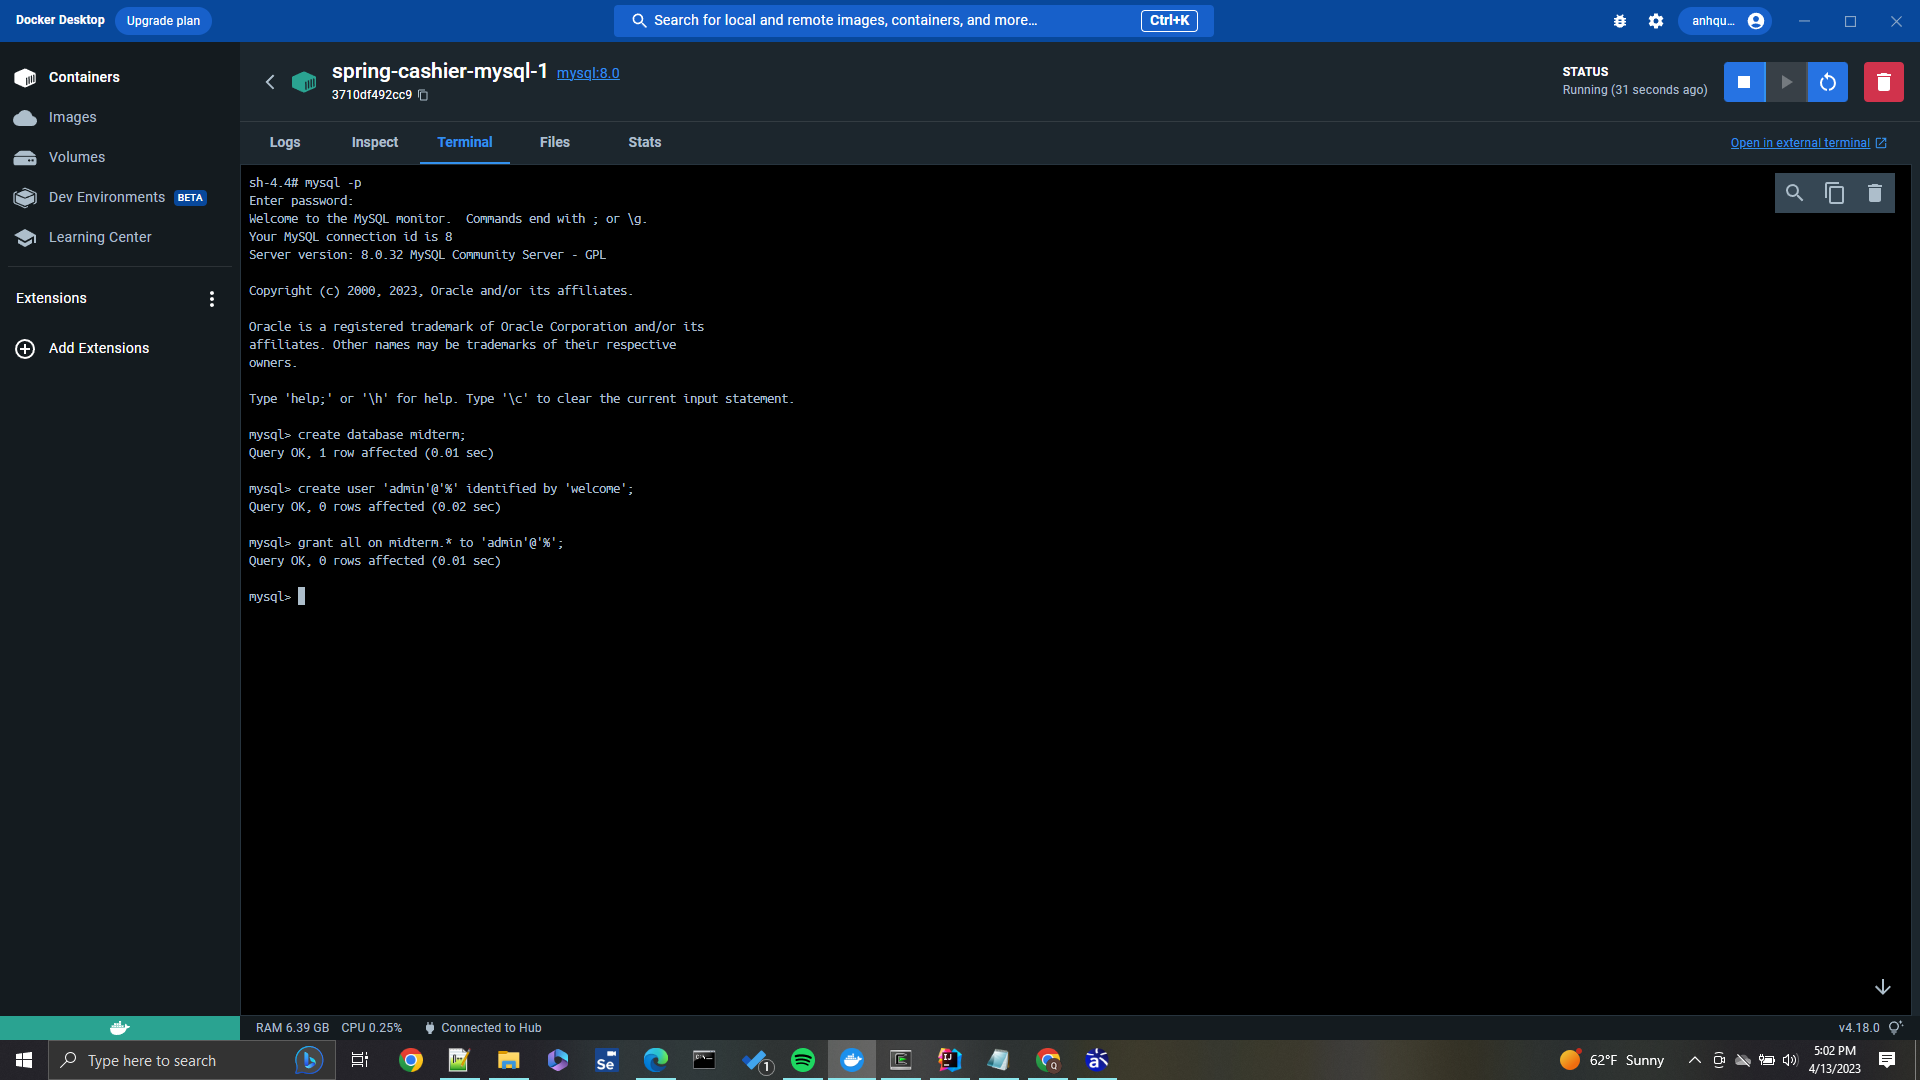 Docker Desktop
Upgrade plan
Search for local and remote images, containers, and more...
Ctrl+K
anhqu...
Containers
Images
Volumes
Dev Environments BETA
Learning Center
Extensions
Add Extensions
spring-cashier-mysql-1 mysql:8.0
3710df492cc9
STATUS
Running (31 seconds ago)
Logs
Inspect
Terminal
Files
Stats
Open in external terminal
sh-4.4# mysql -p
Enter password:
Welcome to the MySQL monitor.  Commands end with ; or \g.
Your MySQL connection id is 8
Server version: 8.0.32 MySQL Community Server - GPL
Copyright (c) 2000, 2023, Oracle and/or its affiliates.
Oracle is a registered trademark of Oracle Corporation and/or its
affiliates. Other names may be trademarks of their respective
owners.
Type 'help;' or '\h' for help. Type '\c' to clear the current input statement.
mysql> create database midterm;
Query OK, 1 row affected (0.01 sec)
mysql> create user 'admin'@'%' identified by 'welcome';
Query OK, 0 rows affected (0.02 sec)
mysql> grant all on midterm.* to 'admin'@'%';
Query OK, 0 rows affected (0.01 sec)
mysql>
RAM 6.39 GB CPU 0.25% Connected to Hub
v4.18.0
Type here to search
Se
1
IJ
Q
a
62°F Sunny
5:02 PM
4/13/2023